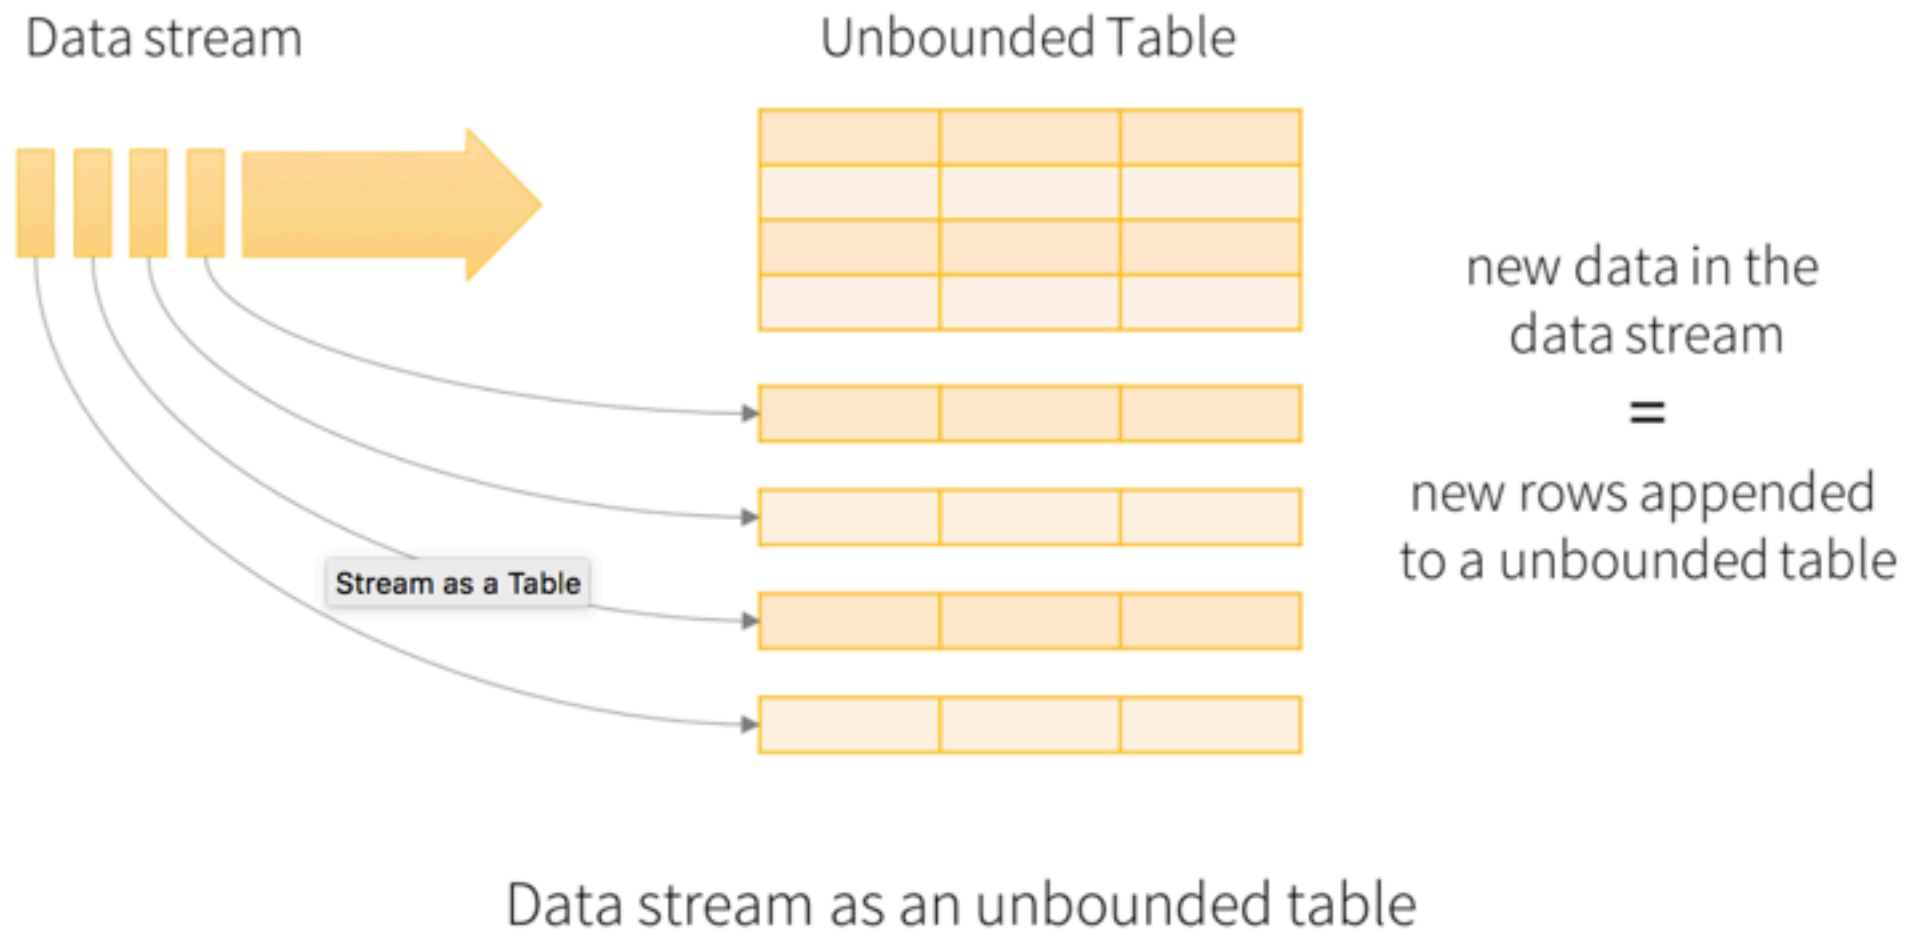 Data stream
Unbounded Table
new data in the
data stream
=
new rows appended
to a unbounded table
Stream as a Table
Data stream as an unbounded table